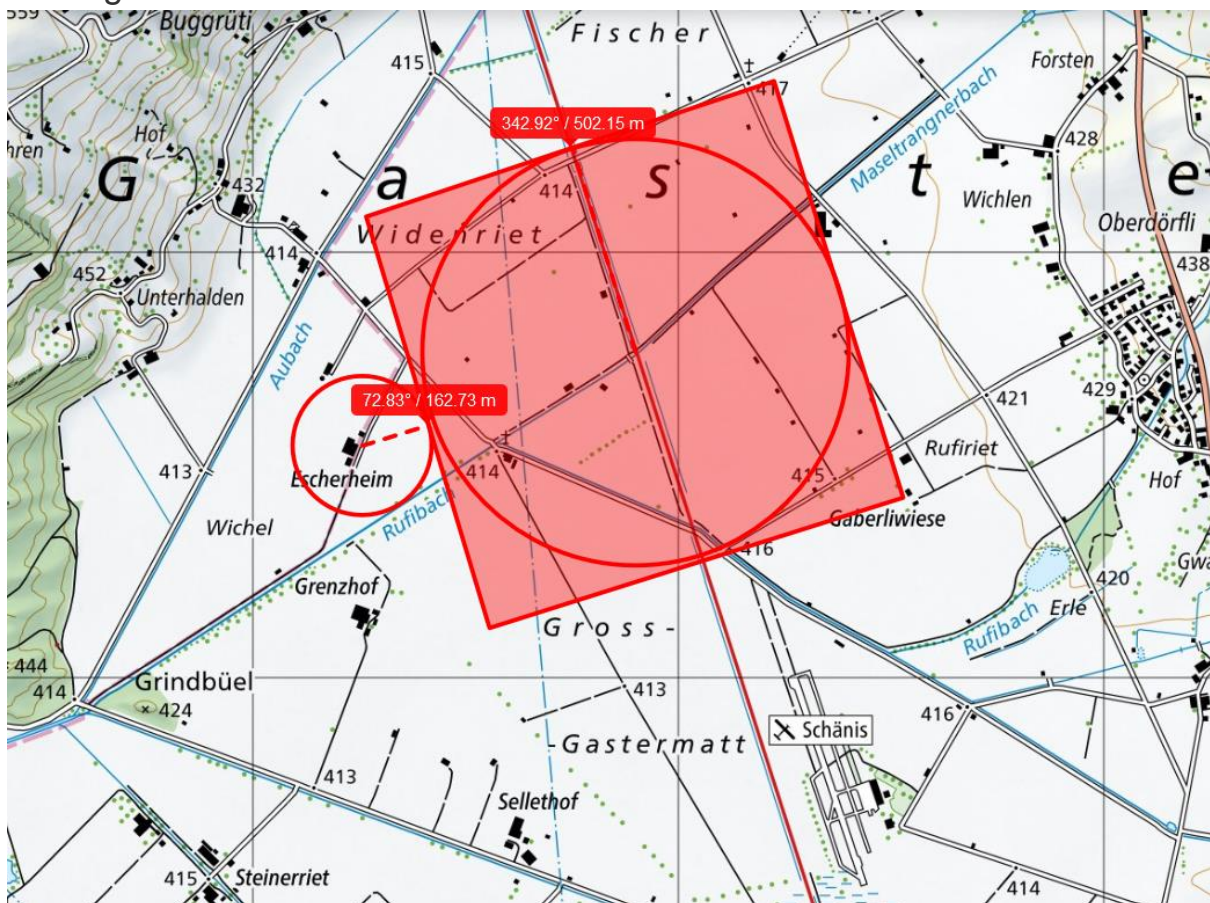 559
Buggrüti
Fischer
421
415
417
Forsten
342.92° / 502.15 m
Hof
hren
G a s t e
Maseltrangnerbach
428
432
414
Wichlen
Widenriet
Oberdörfli
414
438
452
Unterhalden
Aubach
72.83° / 162.73 m
429
421
413
Escherheim
414
415
Rufiriet
Hof
Rufibach
Wichel
Gaberliwiese
416
Grenzhof
Gwa
420
Erle
Rufibach
Gross-
444
414
Grindbüel
424
413
416
Schänis
-Gastermatt
413
Sellethof
415
Steinerriet
414